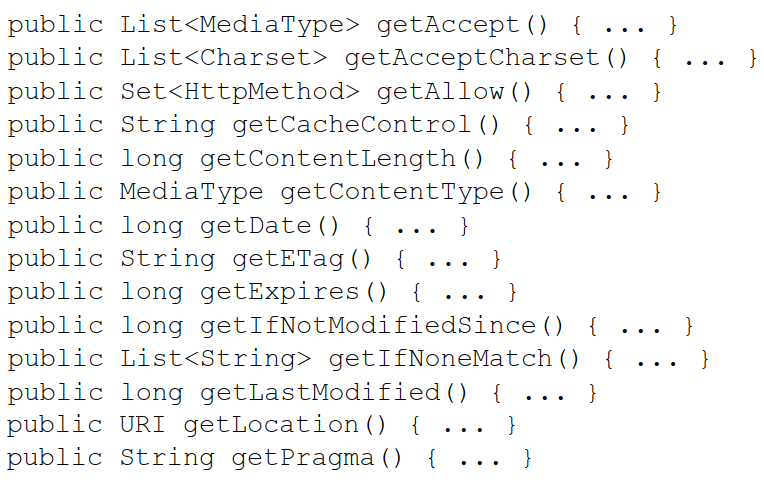 public List<MediaType> getAccept() { ... }
public List<Charset> getAcceptCharset() { ... }
public Set<HttpMethod> getAllow() { ... }
public String getCacheControl() { ... }
public long getContentLength() { ... }
public MediaType getContentType() { ... }
public long getDate() { ... }
public String getETag() { ... }
public long getExpires() { ... }
public long getIfNotModifiedSince() { ... }
public List<String> getIfNoneMatch() { ... }
public long getLastModified() { ... }
public URI getLocation() { ... }
public String getPragma() { ... }